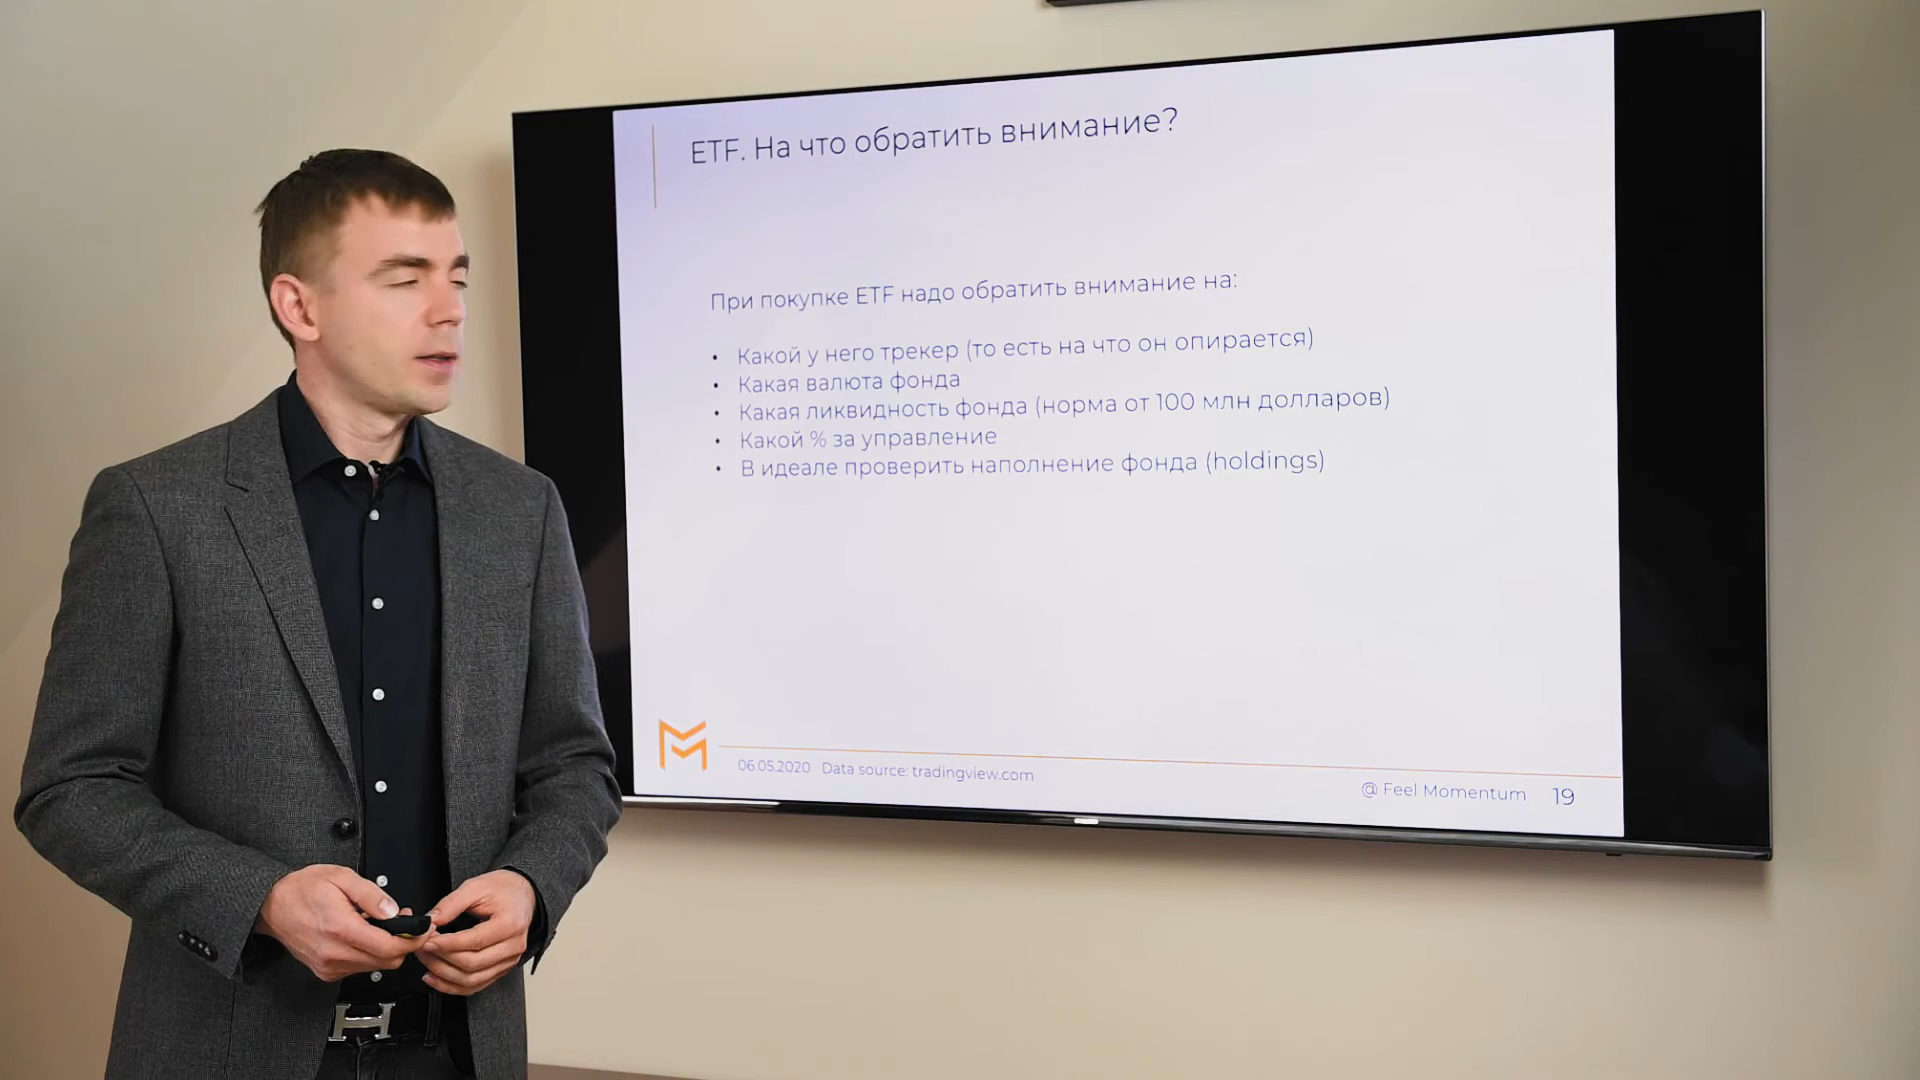 ETF. На что обратить внимание?
При покупке ETF надо обратить внимание на:
• Какой у него трекер (то есть на что он опирается)
• Какая валюта фонда
• Какая ликвидность фонда (норма от 100 млн долларов)
• Какой % за управление
• В идеале проверить наполнение фонда (holdings)
06.05.2020 Data source: tradingview.com
@ Feel Momentum 19